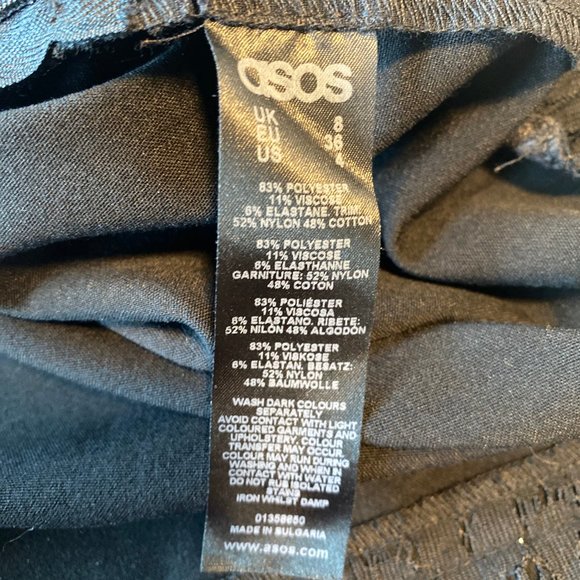 asos
UK 8
EU 36
US 4
83% POLYESTER
11% VISCOSE
6% ELASTANE. TRIM:
52% NYLON 48% COTTON
83% POLYESTER
11% VISCOSE
6% ELASTHANNE
GARNITURE: 52% NYLON
48% COTON
83% POLIÉSTER
11% VISCOSA
6% ELASTANO. RIBETE:
52% NILÓN 48% ALGODÓN
83% POLYESTER
11% VISKOSE
6% ELASTAN. BESATZ:
52% NYLON
48% BAUMWOLLE
WASH DARK COLOURS
SEPARATELY
AVOID CONTACT WITH LIGHT
COLOURED GARMENTS AND
UPHOLSTERY, COLOUR
TRANSFER MAY OCCUR.
COLOUR MAY RUN DURING
WASHING AND WHEN IN
CONTACT WITH WATER
DO NOT RUB ISOLATED
STAINS
IRON WHILST DAMP
01358650
MADE IN BULGARIA
www.asos.com